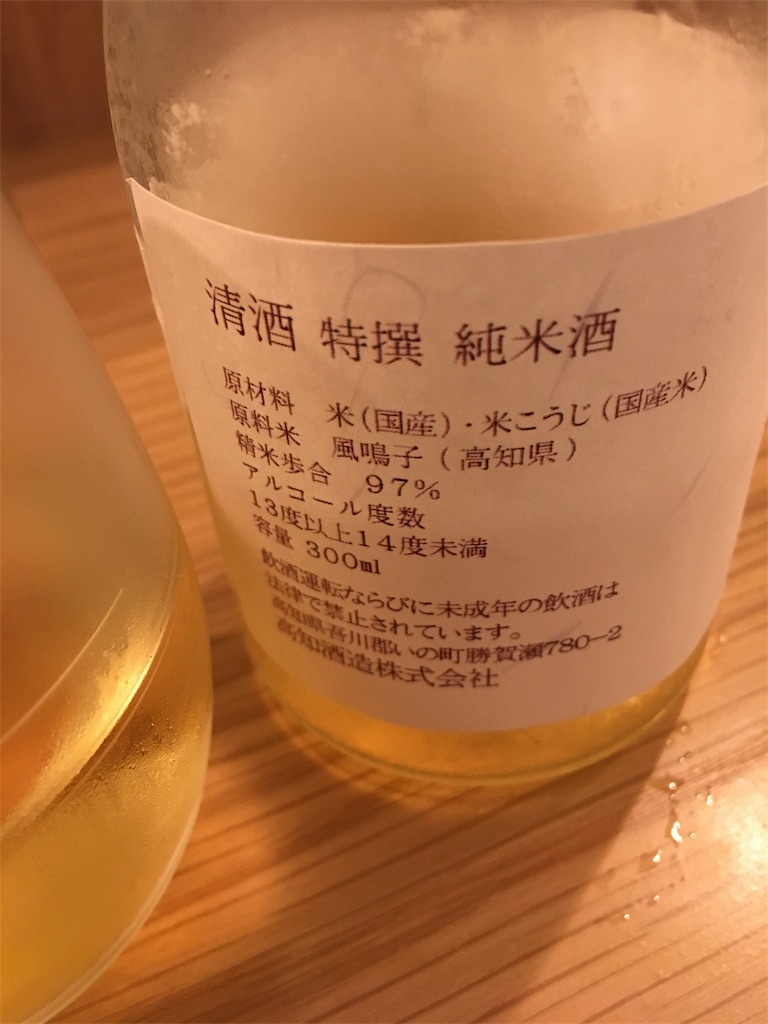 清酒 特撰 純米酒
原材料 米(国産)・米こうじ(国産米)
原料米 風鳴子(高知県)
精米歩合 97%
アルコール度数
13度以上14度未満
容量 300ml
飲酒運転ならびに未成年の飲酒は
法律で禁止されています。
高知県吾川郡いの町勝賀瀬780−2
高知酒造株式会社